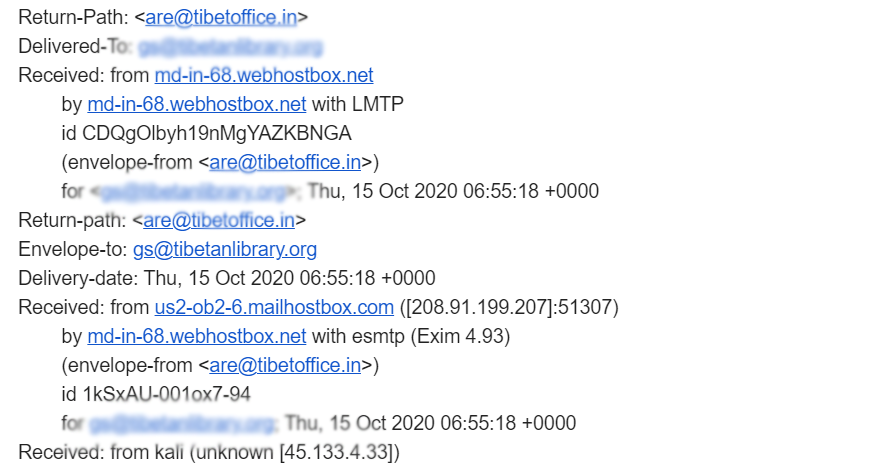 Return-Path: <are@tibetoffice.in>
Delivered-To:
Received: from md-in-68.webhostbox.net
by md-in-68.webhostbox.net with LMTP
id CDQgOlbyh19nMgYAZKBNGA
(envelope-from <are@tibetoffice.in>)
for Thu, 15 Oct 2020 06:55:18 +0000
Return-path: <are@tibetoffice.in>
Envelope-to: gs@tibetanlibrary.org
Delivery-date: Thu, 15 Oct 2020 06:55:18 +0000
Received: from us2-ob2-6.mailhostbox.com ([208.91.199.207]:51307)
by md-in-68.webhostbox.net with esmtp (Exim 4.93)
(envelope-from <are@tibetoffice.in>)
id 1kSxAU-001ox7-94
for Thu, 15 Oct 2020 06:55:18 +0000
Received: from kali (unknown [45.133.4.33])